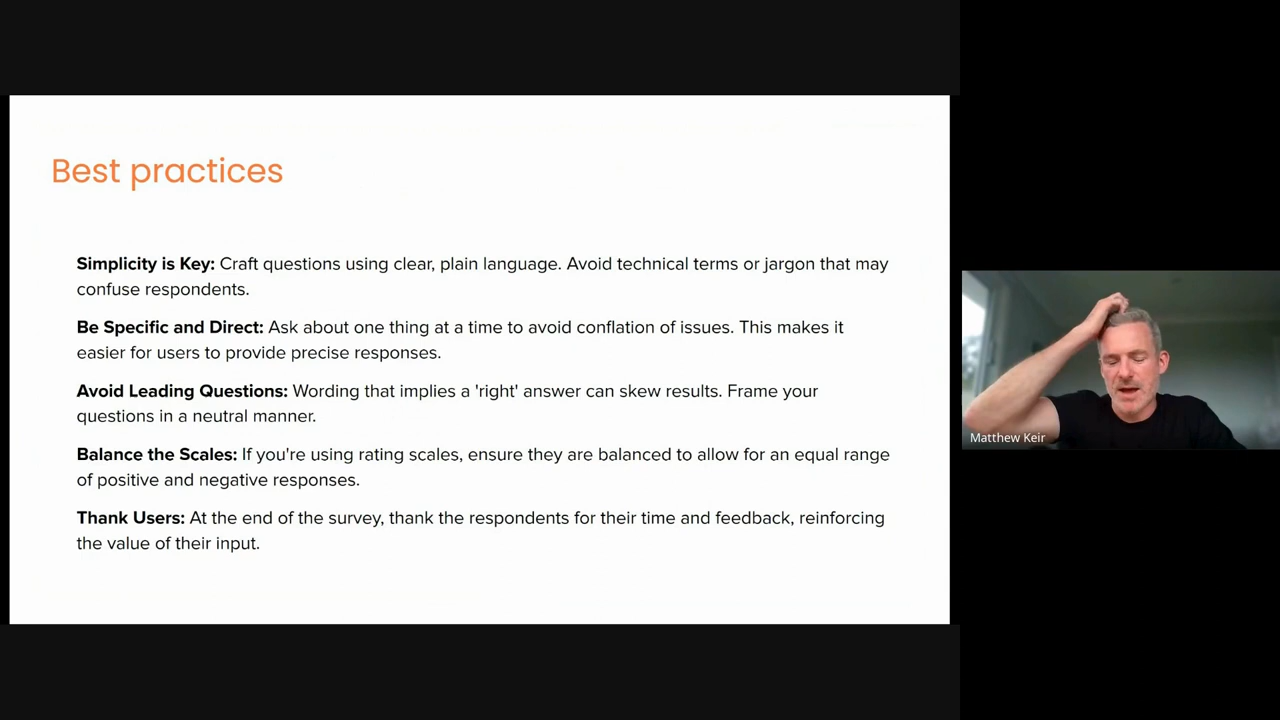 Best practices
Simplicity is Key: Craft questions using clear, plain language. Avoid technical terms or jargon that may
confuse respondents.
Be Specific and Direct: Ask about one thing at a time to avoid conflation of issues. This makes it
easier for users to provide precise responses.
Avoid Leading Questions: Wording that implies a 'right' answer can skew results. Frame your
questions in a neutral manner.
Balance the Scales: If you're using rating scales, ensure they are balanced to allow for an equal range
of positive and negative responses.
Thank Users: At the end of the survey, thank the respondents for their time and feedback, reinforcing
the value of their input.
Matthew Keir